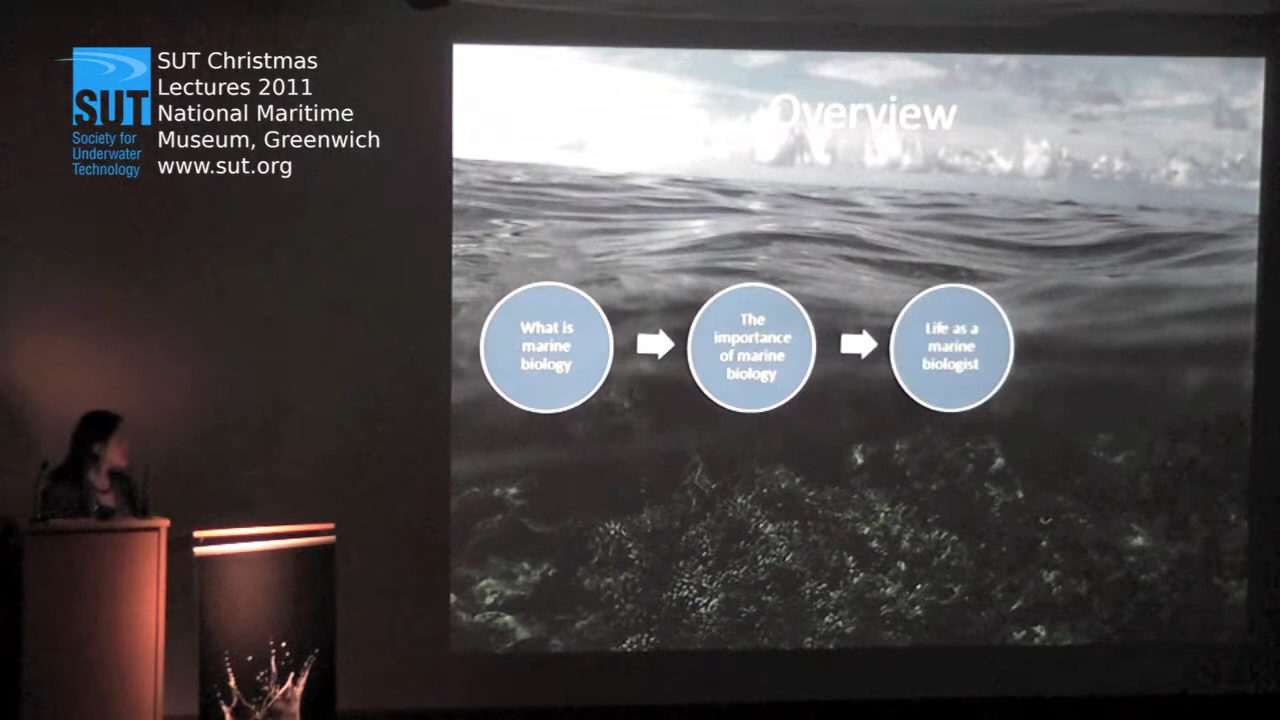 SUT
Society for
Underwater
Technology
SUT Christmas
Lectures 2011
National Maritime
Museum, Greenwich
www.sut.org
Overview
What is
marine
biology
The
importance
of marine
biology
Life as a
marine
biologist